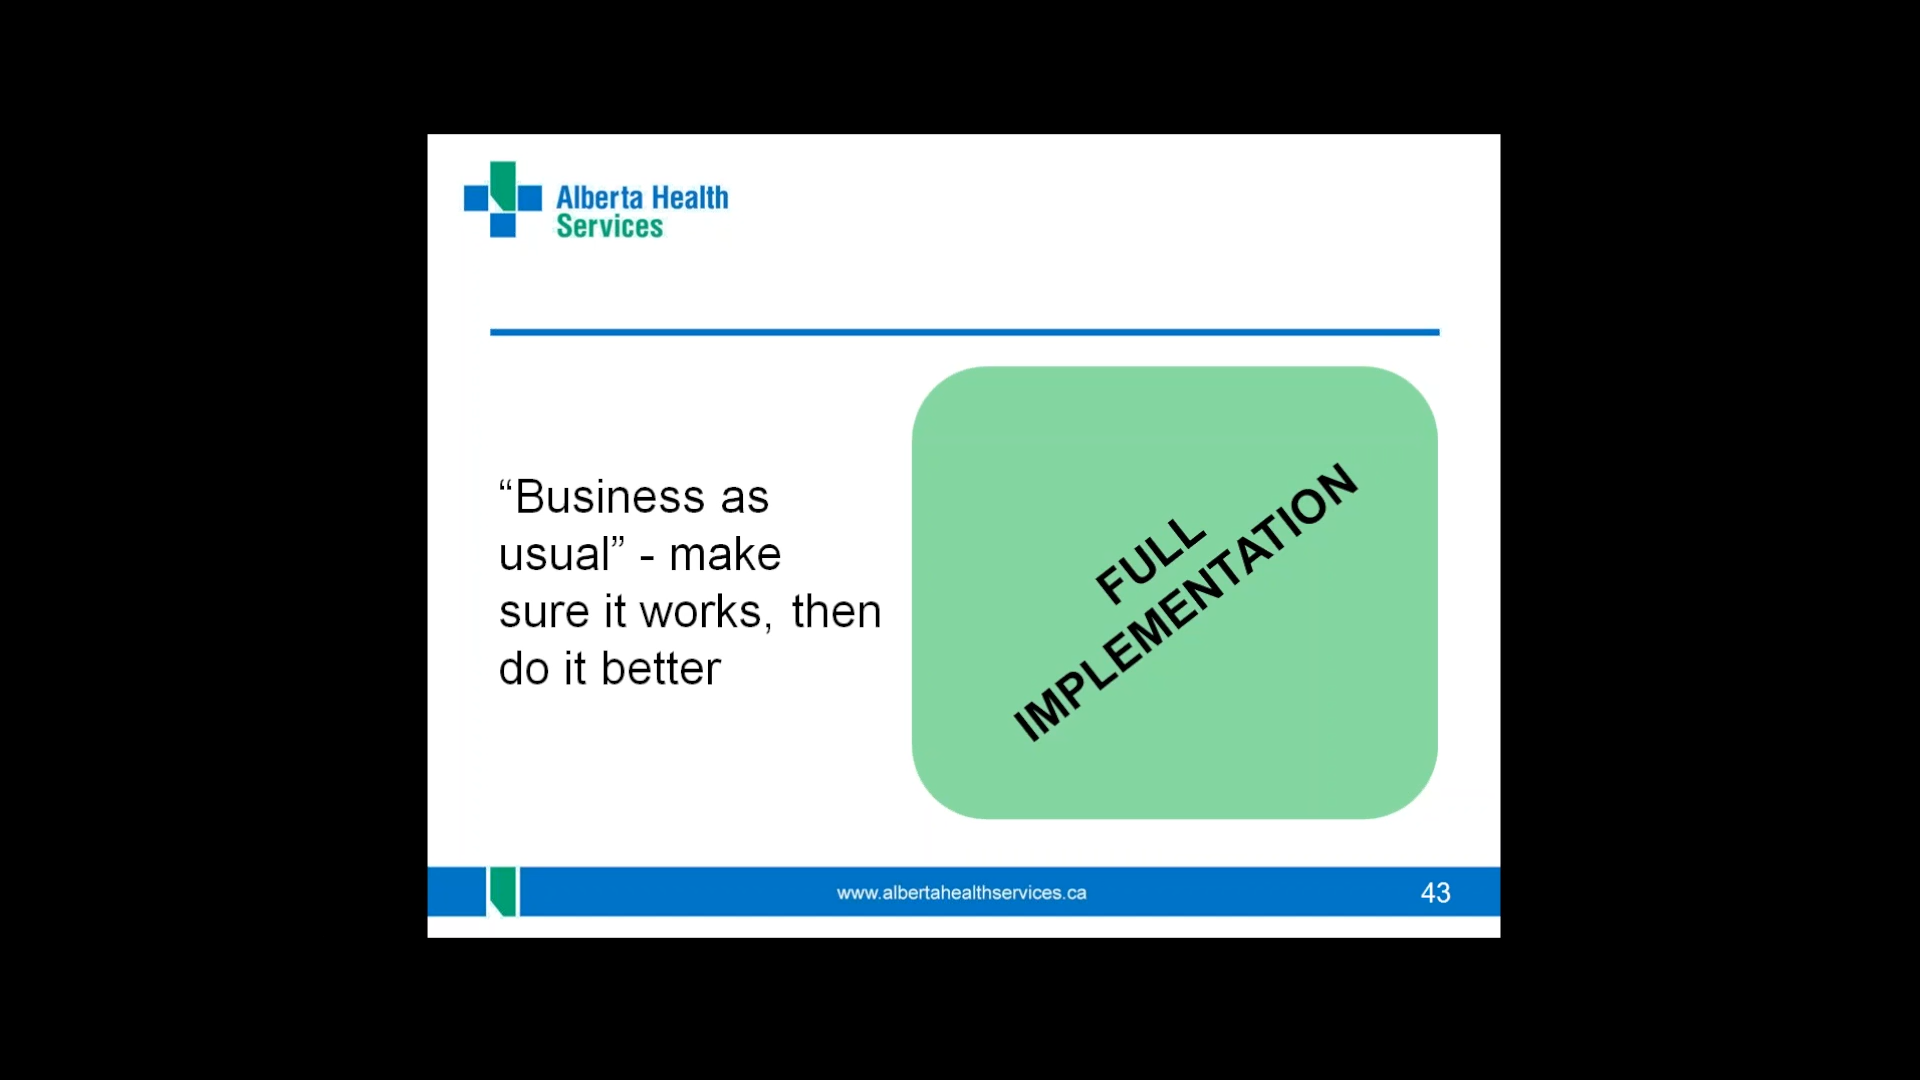 Alberta Health
Services
“Business as
usual” - make
sure it works, then
do it better
FULL
IMPLEMENTATION
www.albertahealthservices.ca
43